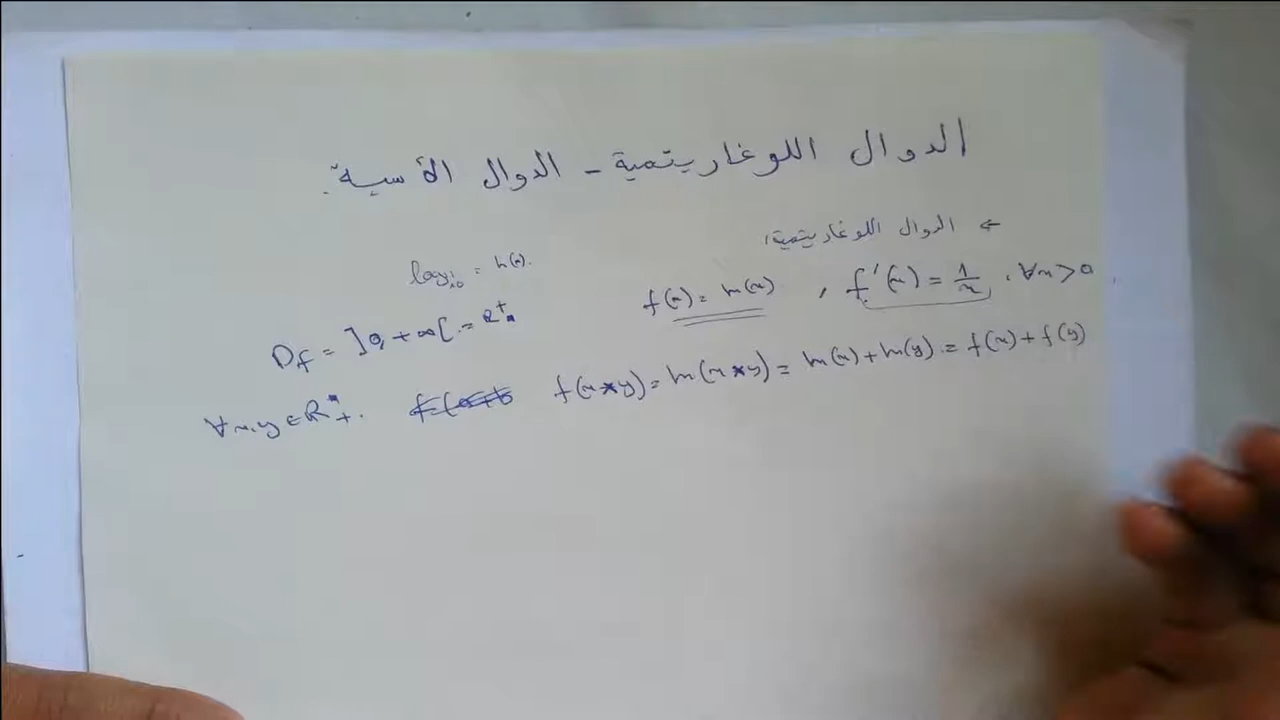 الدوال اللوغاريتمية - الدوال الأسية.
← الدوال اللوغاريتمية:
log₁₀ = ln(x).
f(x) = ln(x) , f'(x) = 1/x , ∀x>0
Df = ]0, +∞[ = R*₊
∀x,y ∈ R*₊. f(x*y) = ln(x*y) = ln(x)+ln(y) = f(x)+f(y)